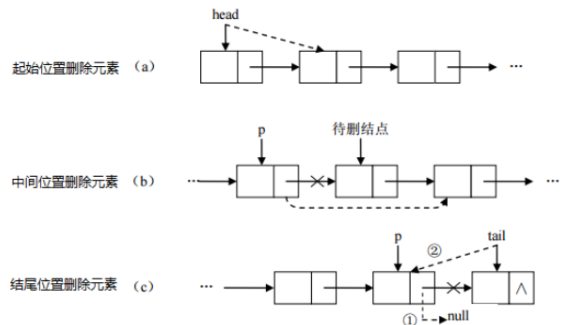 head
起始位置删除元素 （a）
···
p 待删结点
中间位置删除元素 （b）
··· ···
p ② tail
结尾位置删除元素 （c）
··· ∧
① null